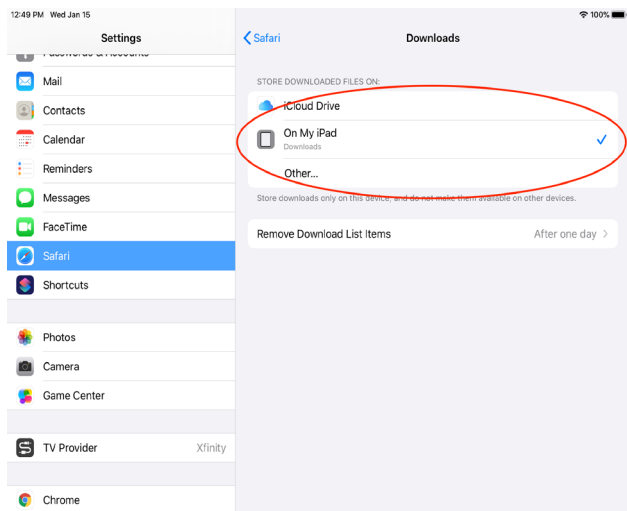 12:49 PM Wed Jan 15
100%
Settings
Passwords & Accounts
Mail
Contacts
Calendar
Reminders
Messages
FaceTime
Safari
Shortcuts
Photos
Camera
Game Center
TV Provider Xfinity
Chrome
Safari
Downloads
STORE DOWNLOADED FILES ON:
iCloud Drive
On My iPad
Downloads
Other...
Store downloads only on this device, and do not make them available on other devices.
Remove Download List Items After one day